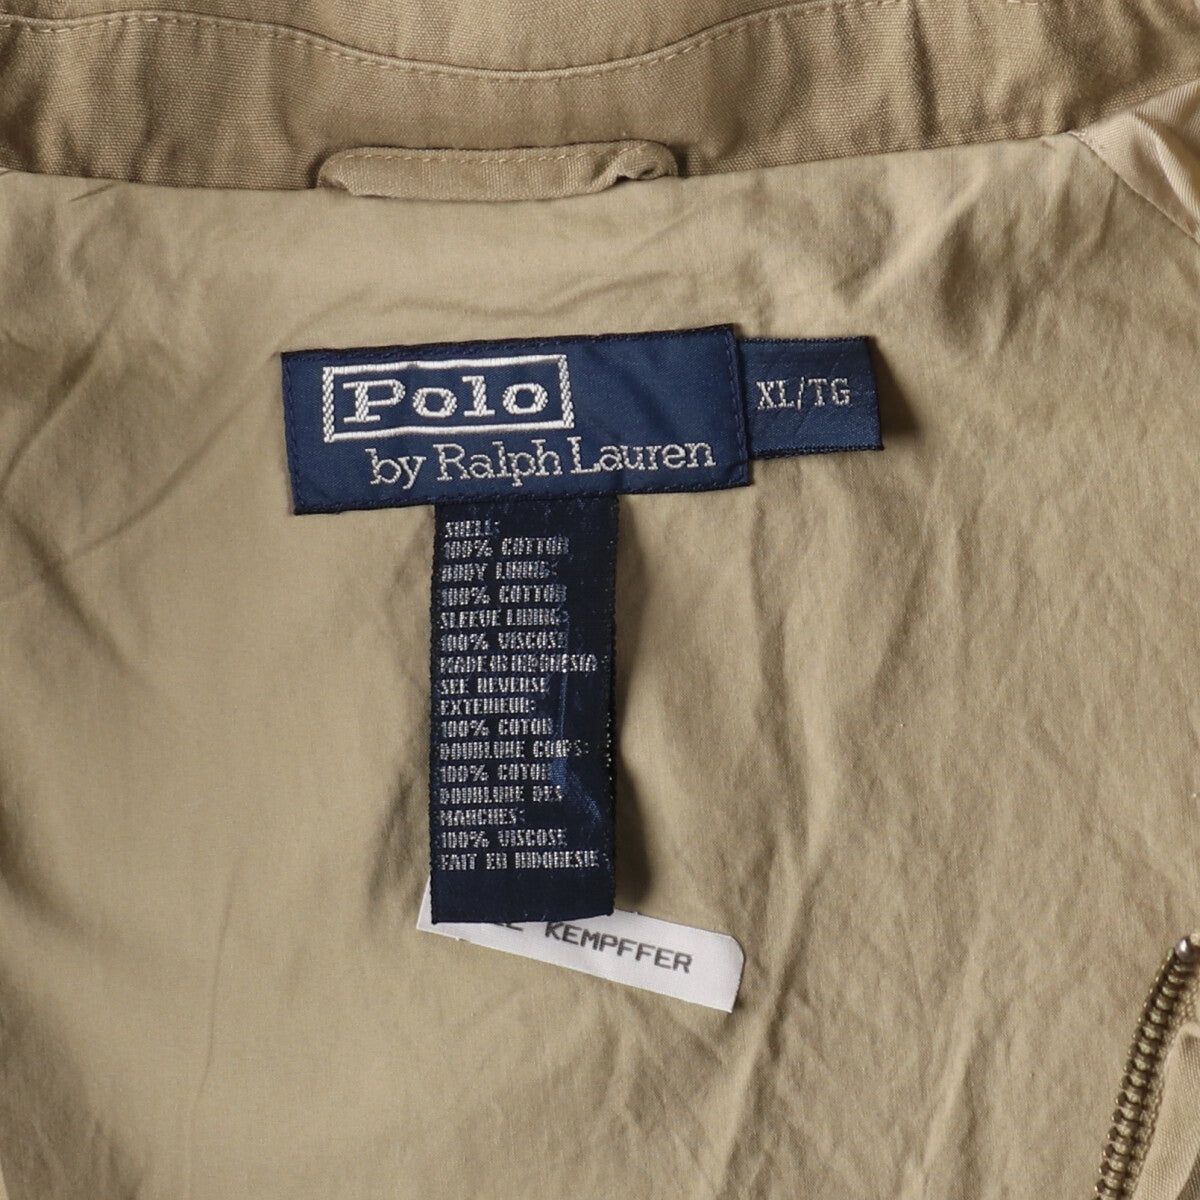 Polo
by Ralph Lauren
XL/TG
SHELL:
100% COTTON
BODY LINING:
100% COTTON
SLEEVE LINING:
100% VISCOSE
MADE IN INDONESIA
SEE REVERSE
EXTERIEUR:
100% COTON
DOUBLURE CORPS:
100% COTON
DOUBLURE DES
MANCHES:
100% VISCOSE
FAIT EN INDONESIE
KEMPFFER